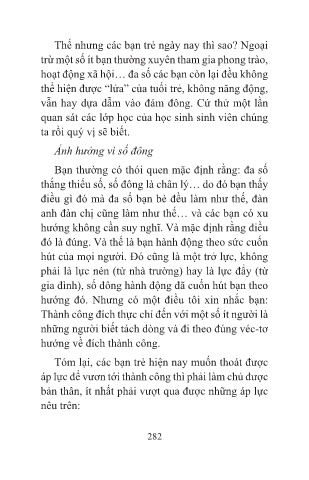 Thế nhưng các bạn trẻ ngày nay thì sao? Ngoại
trừ một số ít bạn thường xuyên tham gia phong trào,
hoạt động xã hội… đa số các bạn còn lại đều không
thể hiện được “lửa” của tuổi trẻ, không năng động,
vẫn hay dựa dẫm vào đám đông. Cứ thử một lần
quan sát các lớp học của học sinh sinh viên chúng
ta rồi quý vị sẽ biết.
Ảnh hưởng vì số đông
Bạn thường có thói quen mặc định rằng: đa số
thắng thiểu số, số đông là chân lý… do đó bạn thấy
điều gì đó mà đa số bạn bè đều làm như thế, đàn
anh đàn chị cũng làm như thế… và các bạn có xu
hướng không cần suy nghĩ. Và mặc định rằng điều
đó là đúng. Và thế là bạn hành động theo sức cuốn
hút của mọi người. Đó cũng là một trở lực, không
phải là lực nén (từ nhà trường) hay là lực đẩy (từ
gia đình), số đông hành động đã cuốn hút bạn theo
hướng đó. Nhưng có một điều tôi xin nhắc bạn:
Thành công đích thực chỉ đến với một số ít người là
những người biết tách dòng và đi theo đúng véc-tơ
hướng về đích thành công.
Tóm lại, các bạn trẻ hiện nay muốn thoát được
áp lực để vươn tới thành công thì phải làm chủ được
bản thân, ít nhất phải vượt qua được những áp lực
nêu trên:
282